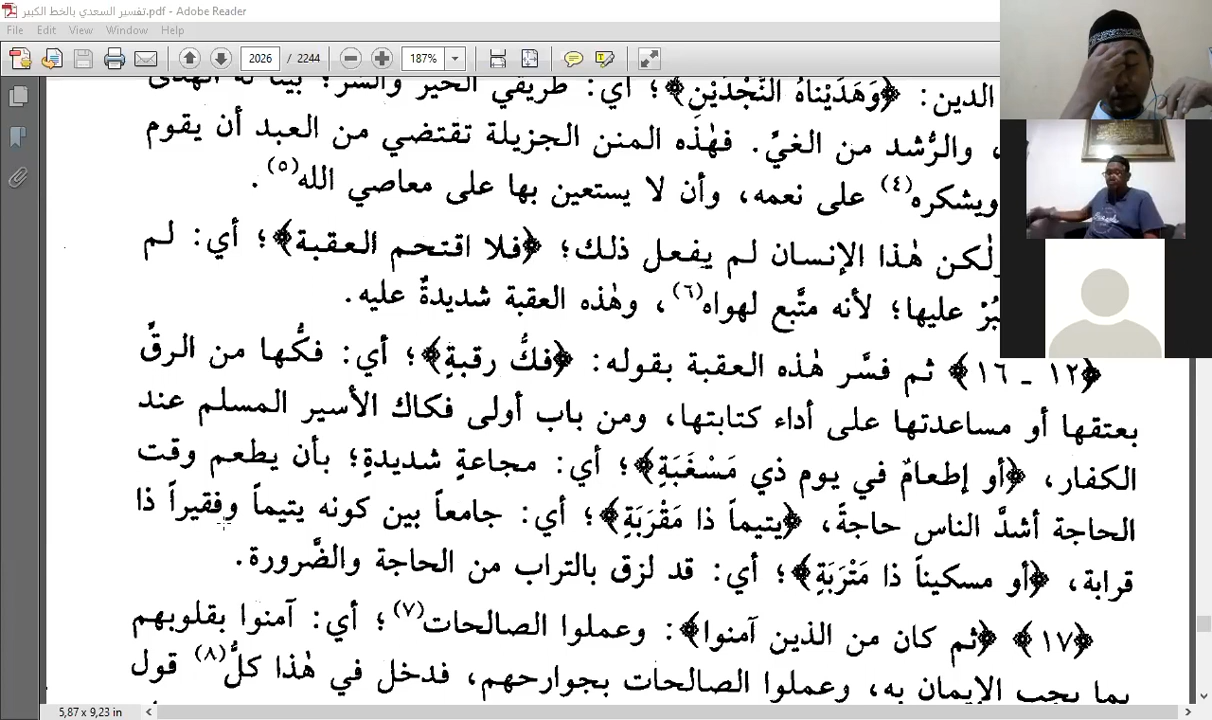 تفسير السعدي بالخط الكبير.pdf - Adobe Reader
File Edit View Window Help
2026 / 2244 187%
الدين: ﴿وَهَدَيْناهُ النَّجْدَيْنِ﴾؛ أي: طريقي الخير والشر؛ بينا له الهدى
، والرُّشد من الغيِّ. فهٰذه المنن الجزيلة تقتضي من العبد أن يقوم
ويشكره(٤) على نعمه، وأن لا يستعين بها على معاصي الله(٥).
هٰذا الإنسان لم يفعل ذلك؛ ﴿فلا اقتحم العقبة﴾؛ أي: لم
عليها؛ لأنه متَّبع لهواه(٦)، وهٰذه العقبة شديدةٌ عليه.
﴿١٢ ـ ١٦﴾ ثم فسَّر هٰذه العقبة بقوله: ﴿فكُّ رقبةٍ﴾؛ أي: فكُّها من الرقِّ
بعتقها أو مساعدتها على أداء كتابتها، ومن باب أولى فكاك الأسير المسلم عند
الكفار، ﴿أو إطعامٌ في يوم ذي مَسْغَبَةٍ﴾؛ أي: مجاعةٍ شديدةٍ؛ بأن يطعم وقت
الحاجة أشدَّ الناس حاجةً، ﴿يتيماً ذا مَقْرَبَةٍ﴾؛ أي: جامعاً بين كونه يتيماً وفقيراً ذا
قرابة، ﴿أو مسكيناً ذا مَتْرَبَةٍ﴾؛ أي: قد لزق بالتراب من الحاجة والضَّرورة.
﴿١٧﴾ ﴿ثم كان من الذين آمنوا﴾: وعملوا الصالحات(٧)؛ أي: آمنوا بقلوبهم
بما يجب الإيمان به، وعملوا الصالحات بجوارحهم، فدخل في هٰذا كلُّ(٨) قول
5,87 x 9,23 in